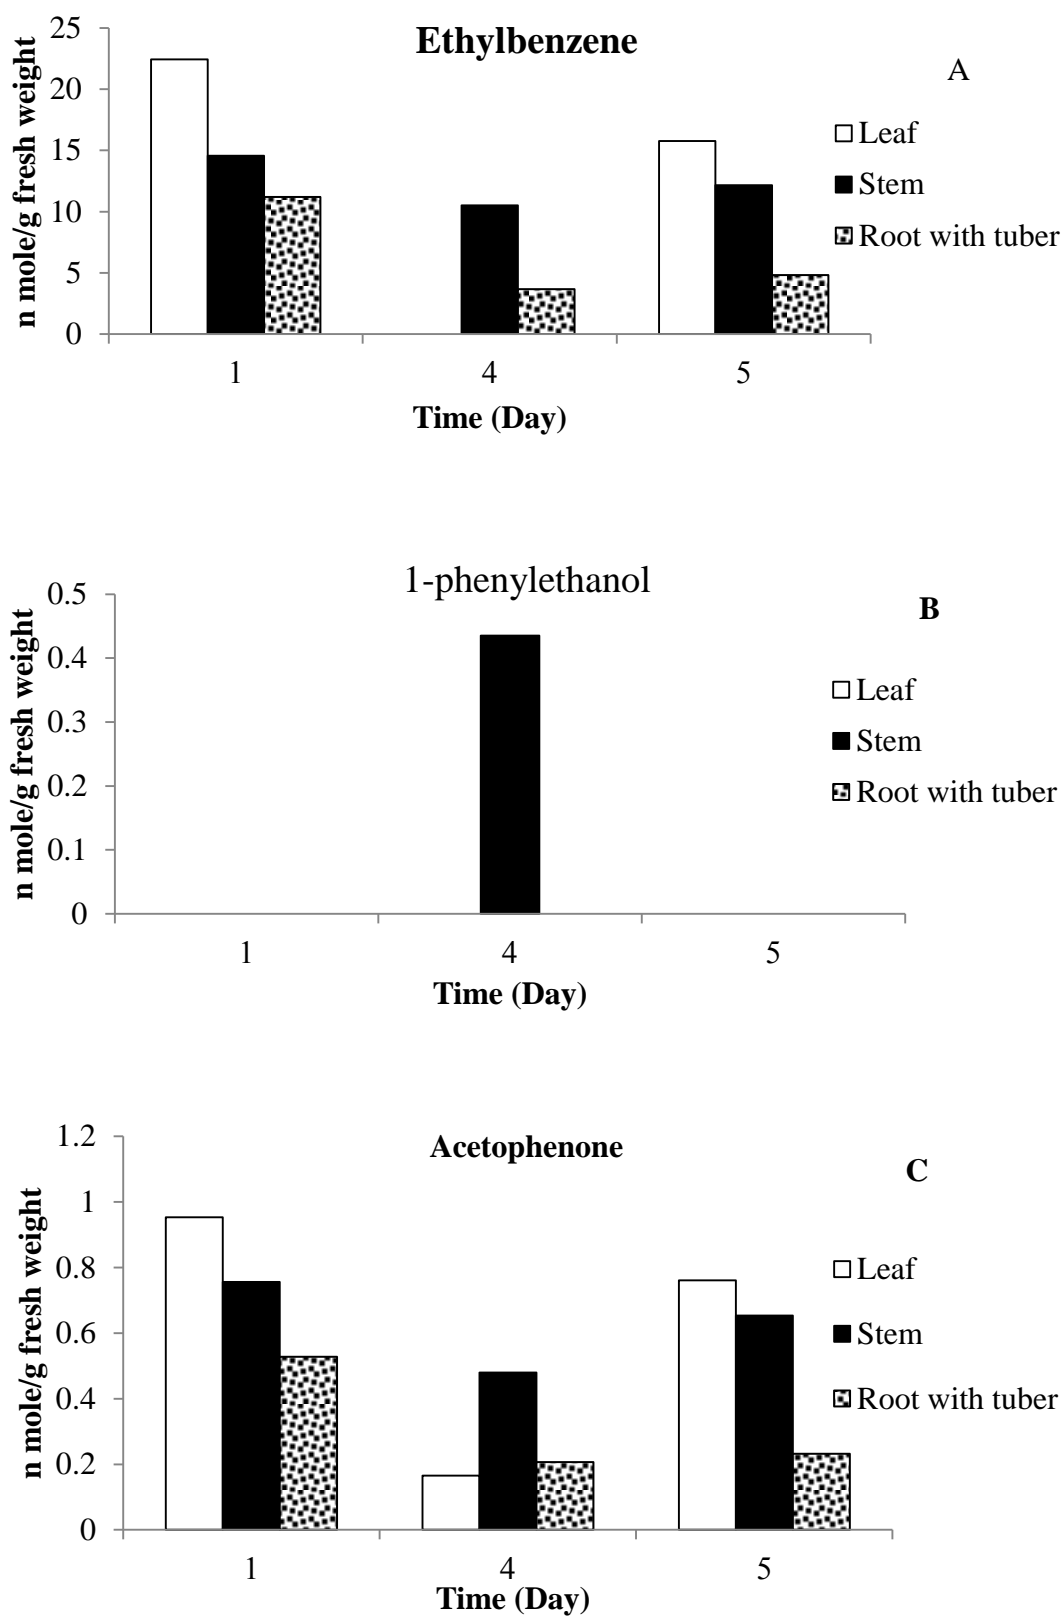 Ethylbenzene
A
n mole/g fresh weight
25
20
15
10
5
0
1
4
5
Time (Day)
Leaf
Stem
Root with tuber
1-phenylethanol
B
n mole/g fresh weight
0.5
0.4
0.3
0.2
0.1
0
1
4
5
Time (Day)
Leaf
Stem
Root with tuber
Acetophenone
C
n mole/g fresh weight
1.2
1
0.8
0.6
0.4
0.2
0
1
4
5
Time (Day)
Leaf
Stem
Root with tuber